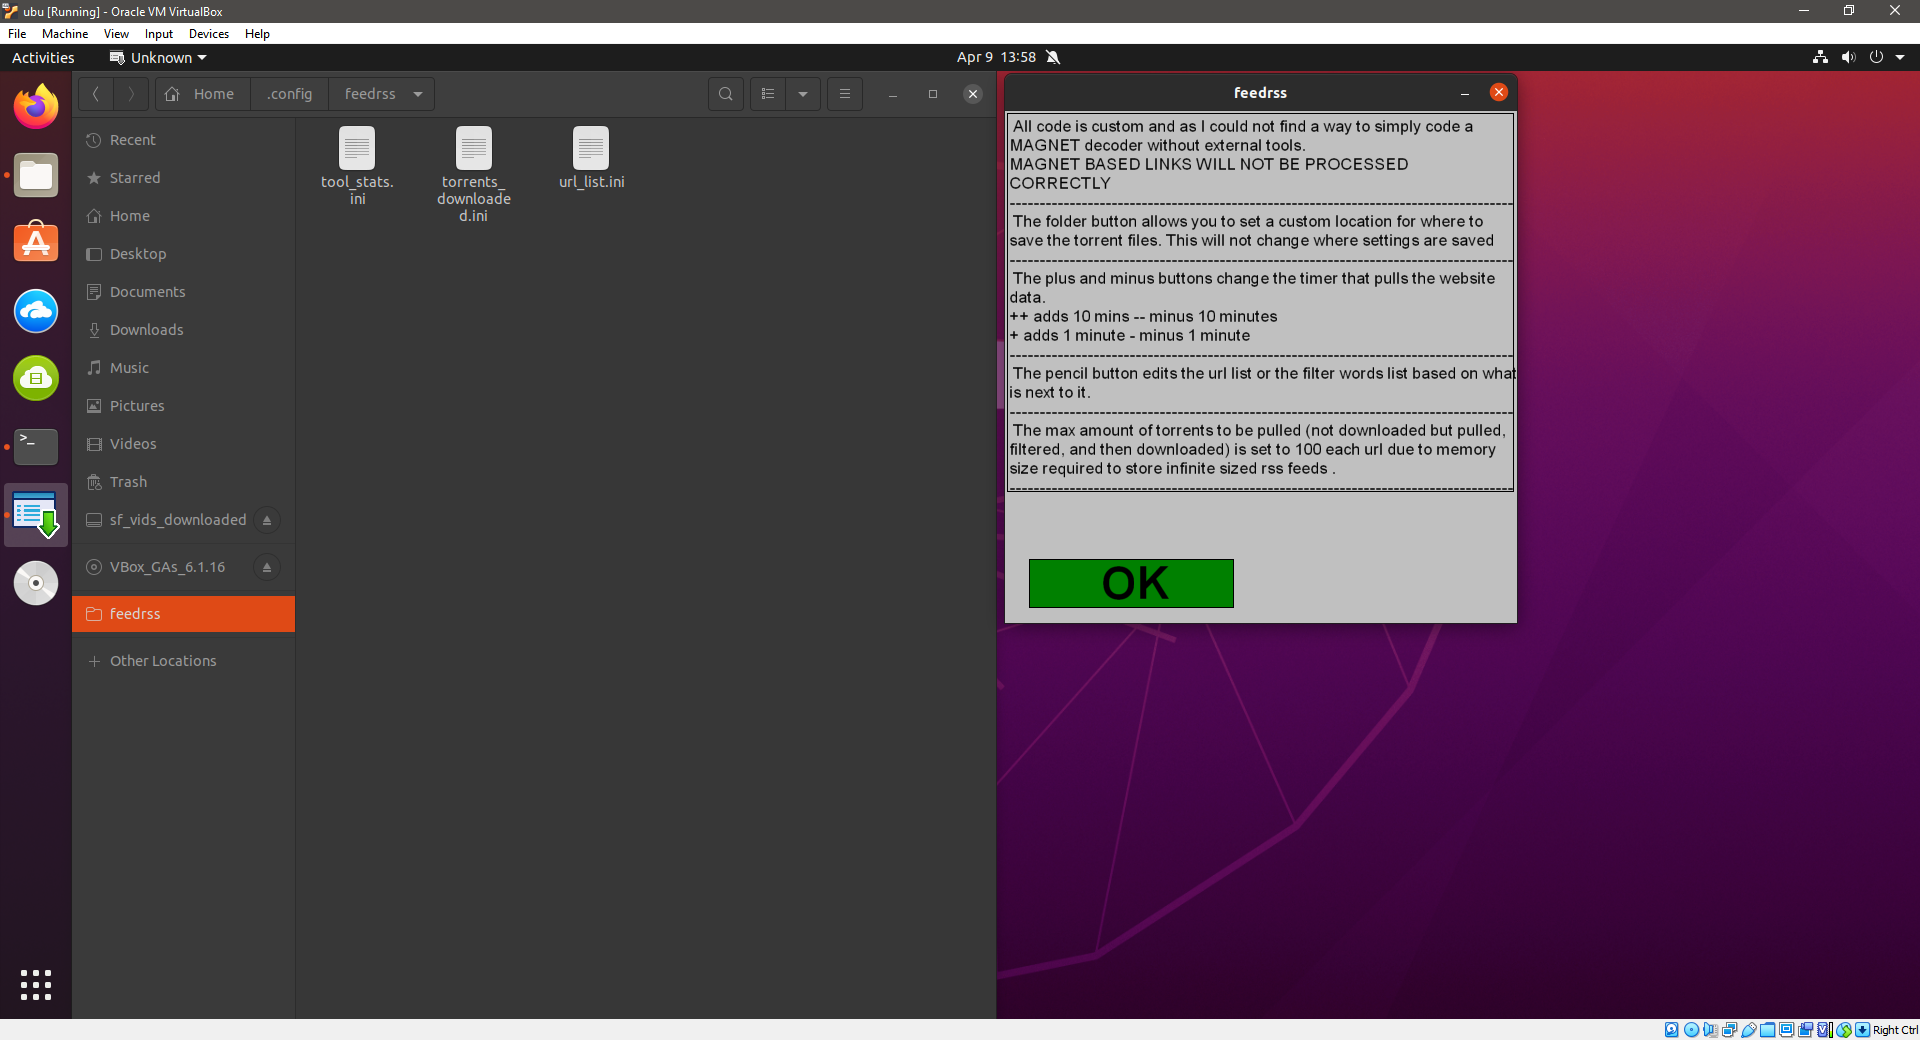 ubu [Running] - Oracle VM VirtualBox
File Machine View Input Devices Help
Activities Unknown Apr 9 13:58
Home .config feedrss
Recent
Starred
Home
Desktop
Documents
Downloads
Music
Pictures
Videos
Trash
sf_vids_downloaded
VBox_GAs_6.1.16
feedrss
Other Locations
tool_stats.
ini
torrents_
downloade
d.ini
url_list.ini
feedrss
All code is custom and as I could not find a way to simply code a
MAGNET decoder without external tools.
MAGNET BASED LINKS WILL NOT BE PROCESSED
CORRECTLY
The folder button allows you to set a custom location for where to
save the torrent files. This will not change where settings are saved
The plus and minus buttons change the timer that pulls the website
data.
++ adds 10 mins -- minus 10 minutes
+ adds 1 minute - minus 1 minute
The pencil button edits the url list or the filter words list based on what
is next to it.
The max amount of torrents to be pulled (not downloaded but pulled,
filtered, and then downloaded) is set to 100 each url due to memory
size required to store infinite sized rss feeds .
OK
Right Ctrl